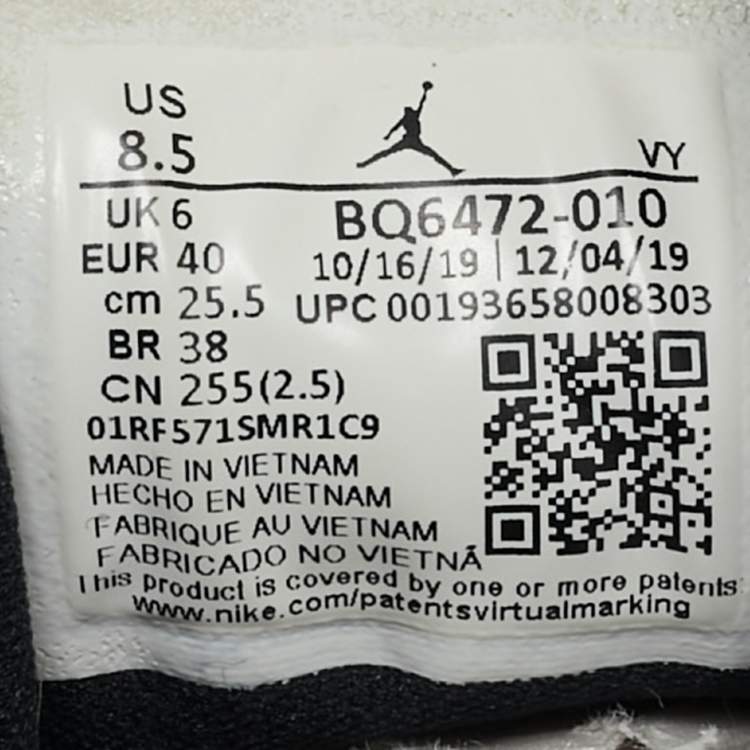 US
8.5
VY
UK 6
BQ6472-010
EUR 40
10/16/19 | 12/04/19
cm 25.5
UPC 00193658008303
BR 38
CN 255(2.5)
01RF571SMR1C9
MADE IN VIETNAM
HECHO EN VIETNAM
FABRIQUE AU VIETNAM
FABRICADO NO VIETNÃ
This product is covered by one or more patents
www.nike.com/patentsvirtualmarking